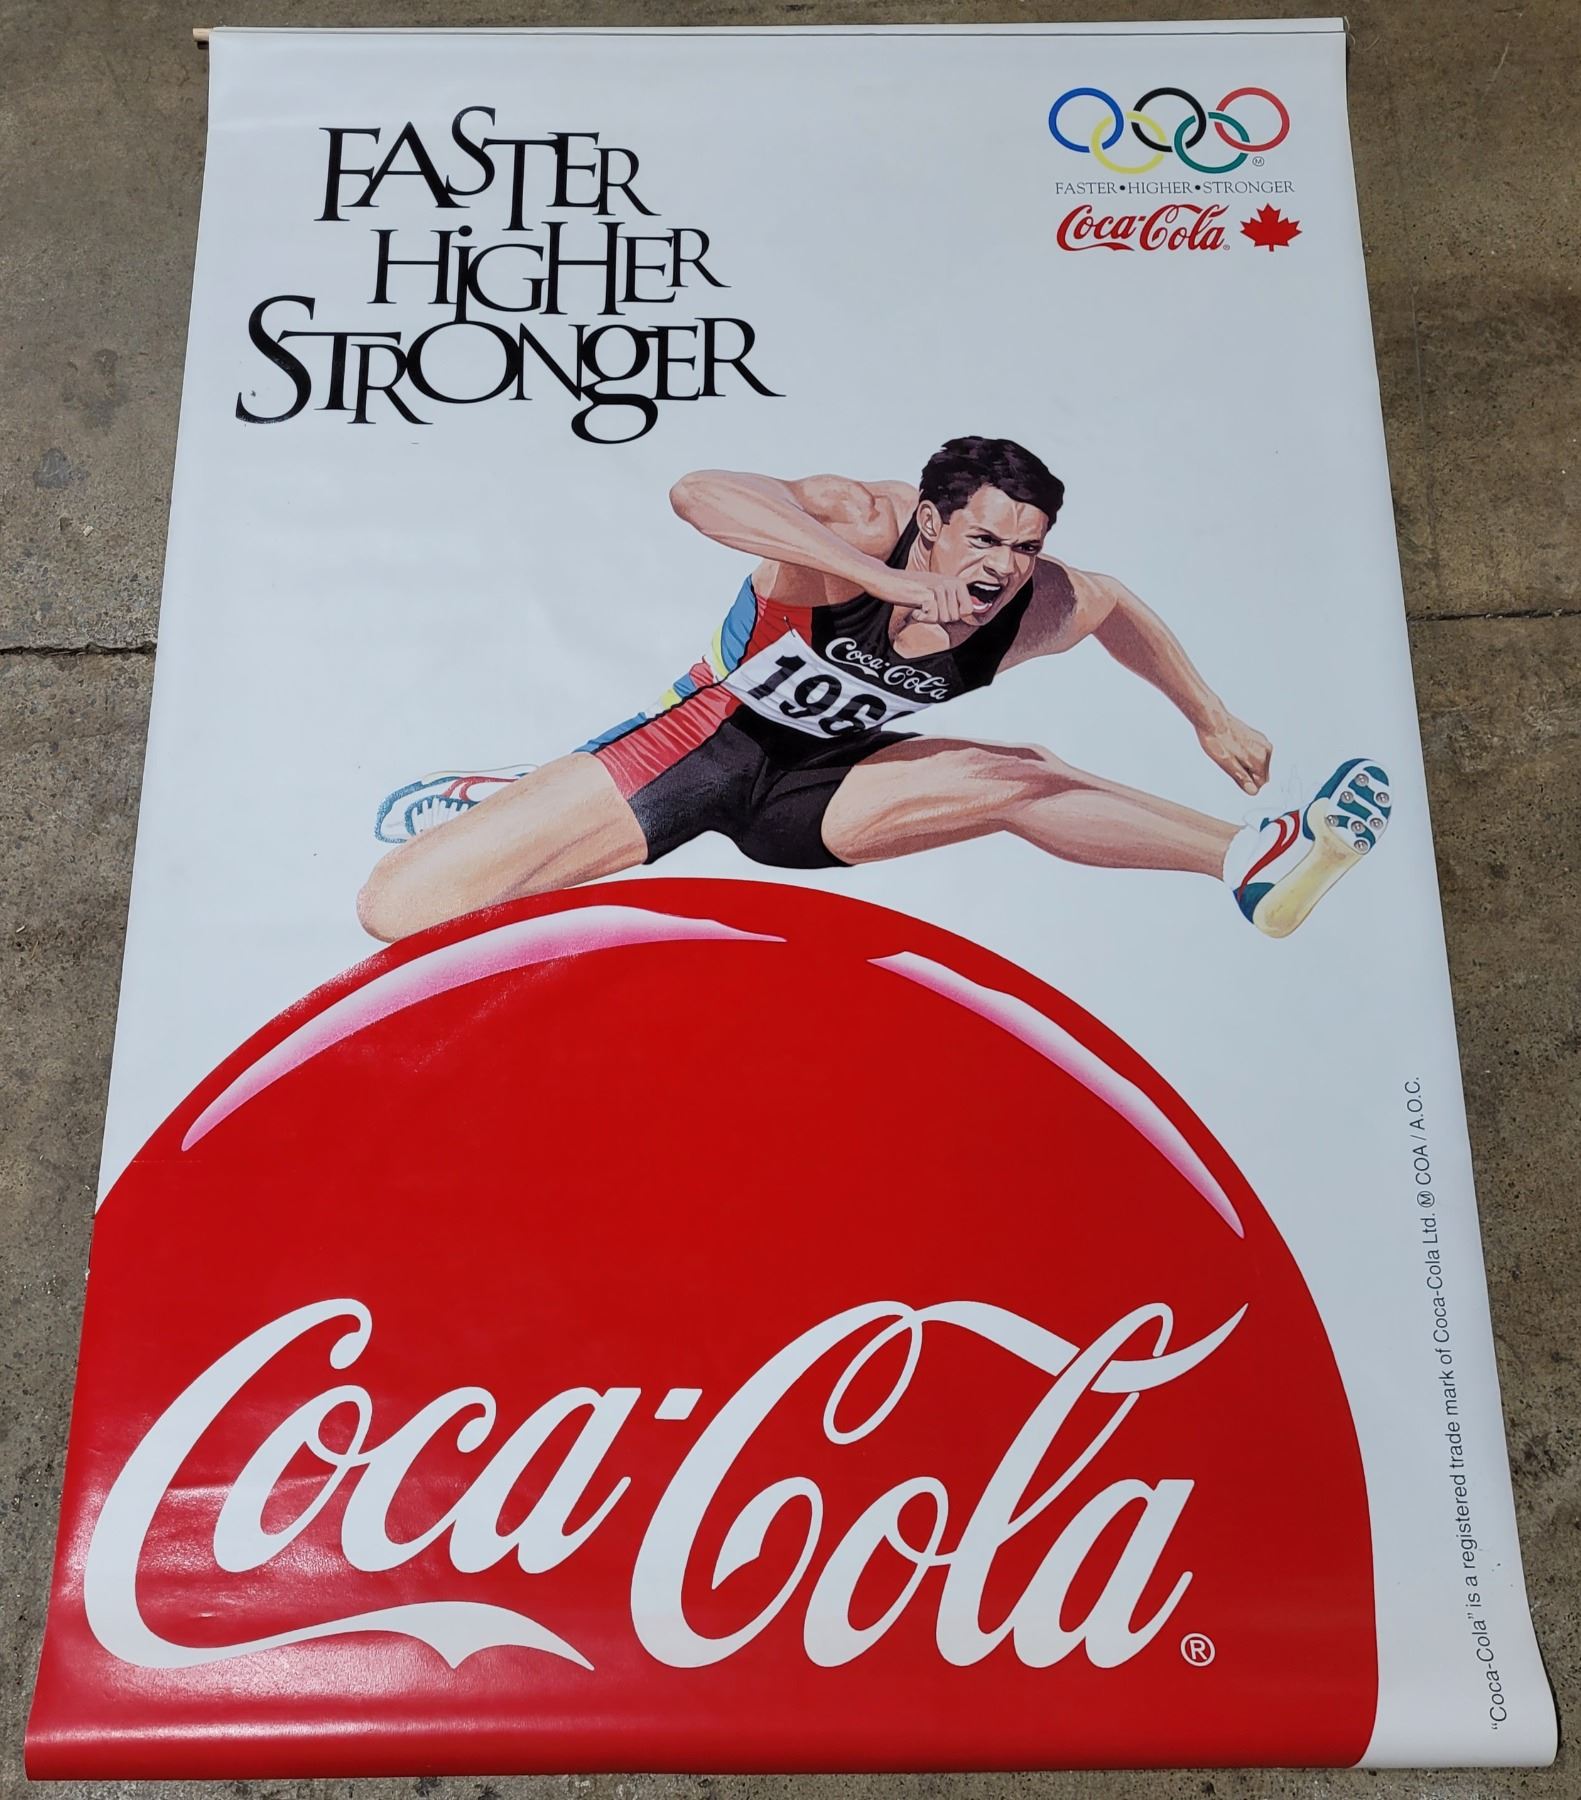 FASTER
HiGHER
STRONgER
Ⓜ
FASTER•HIGHER•STRONGER
Coca-Cola®
Coca-Cola
196
Coca-Cola®
"Coca-Cola" is a registered trade mark of Coca-Cola Ltd. Ⓜ COA / A.O.C.